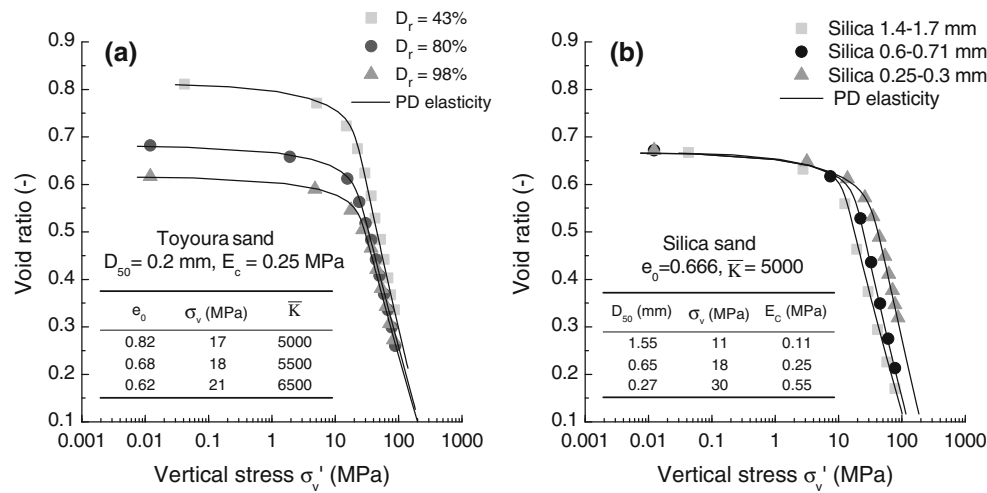 (a)
D_r = 43%
D_r = 80%
D_r = 98%
PD elasticity
0.9
0.8
0.7
0.6
0.5
0.4
0.3
0.2
0.1
Void ratio (-)
Toyoura sand
D_50 = 0.2 mm, E_c = 0.25 MPa
e_0 σ_v (MPa) K̅
0.82 17 5000
0.68 18 5500
0.62 21 6500
0.001 0.01 0.1 1 10 100 1000
Vertical stress σ_v' (MPa)
(b)
Silica 1.4-1.7 mm
Silica 0.6-0.71 mm
Silica 0.25-0.3 mm
PD elasticity
0.9
0.8
0.7
0.6
0.5
0.4
0.3
0.2
0.1
Void ratio (-)
Silica sand
e_0=0.666, K̅ = 5000
D_50 (mm) σ_v (MPa) E_C (MPa)
1.55 11 0.11
0.65 18 0.25
0.27 30 0.55
0.001 0.01 0.1 1 10 100 1000
Vertical stress σ_v' (MPa)